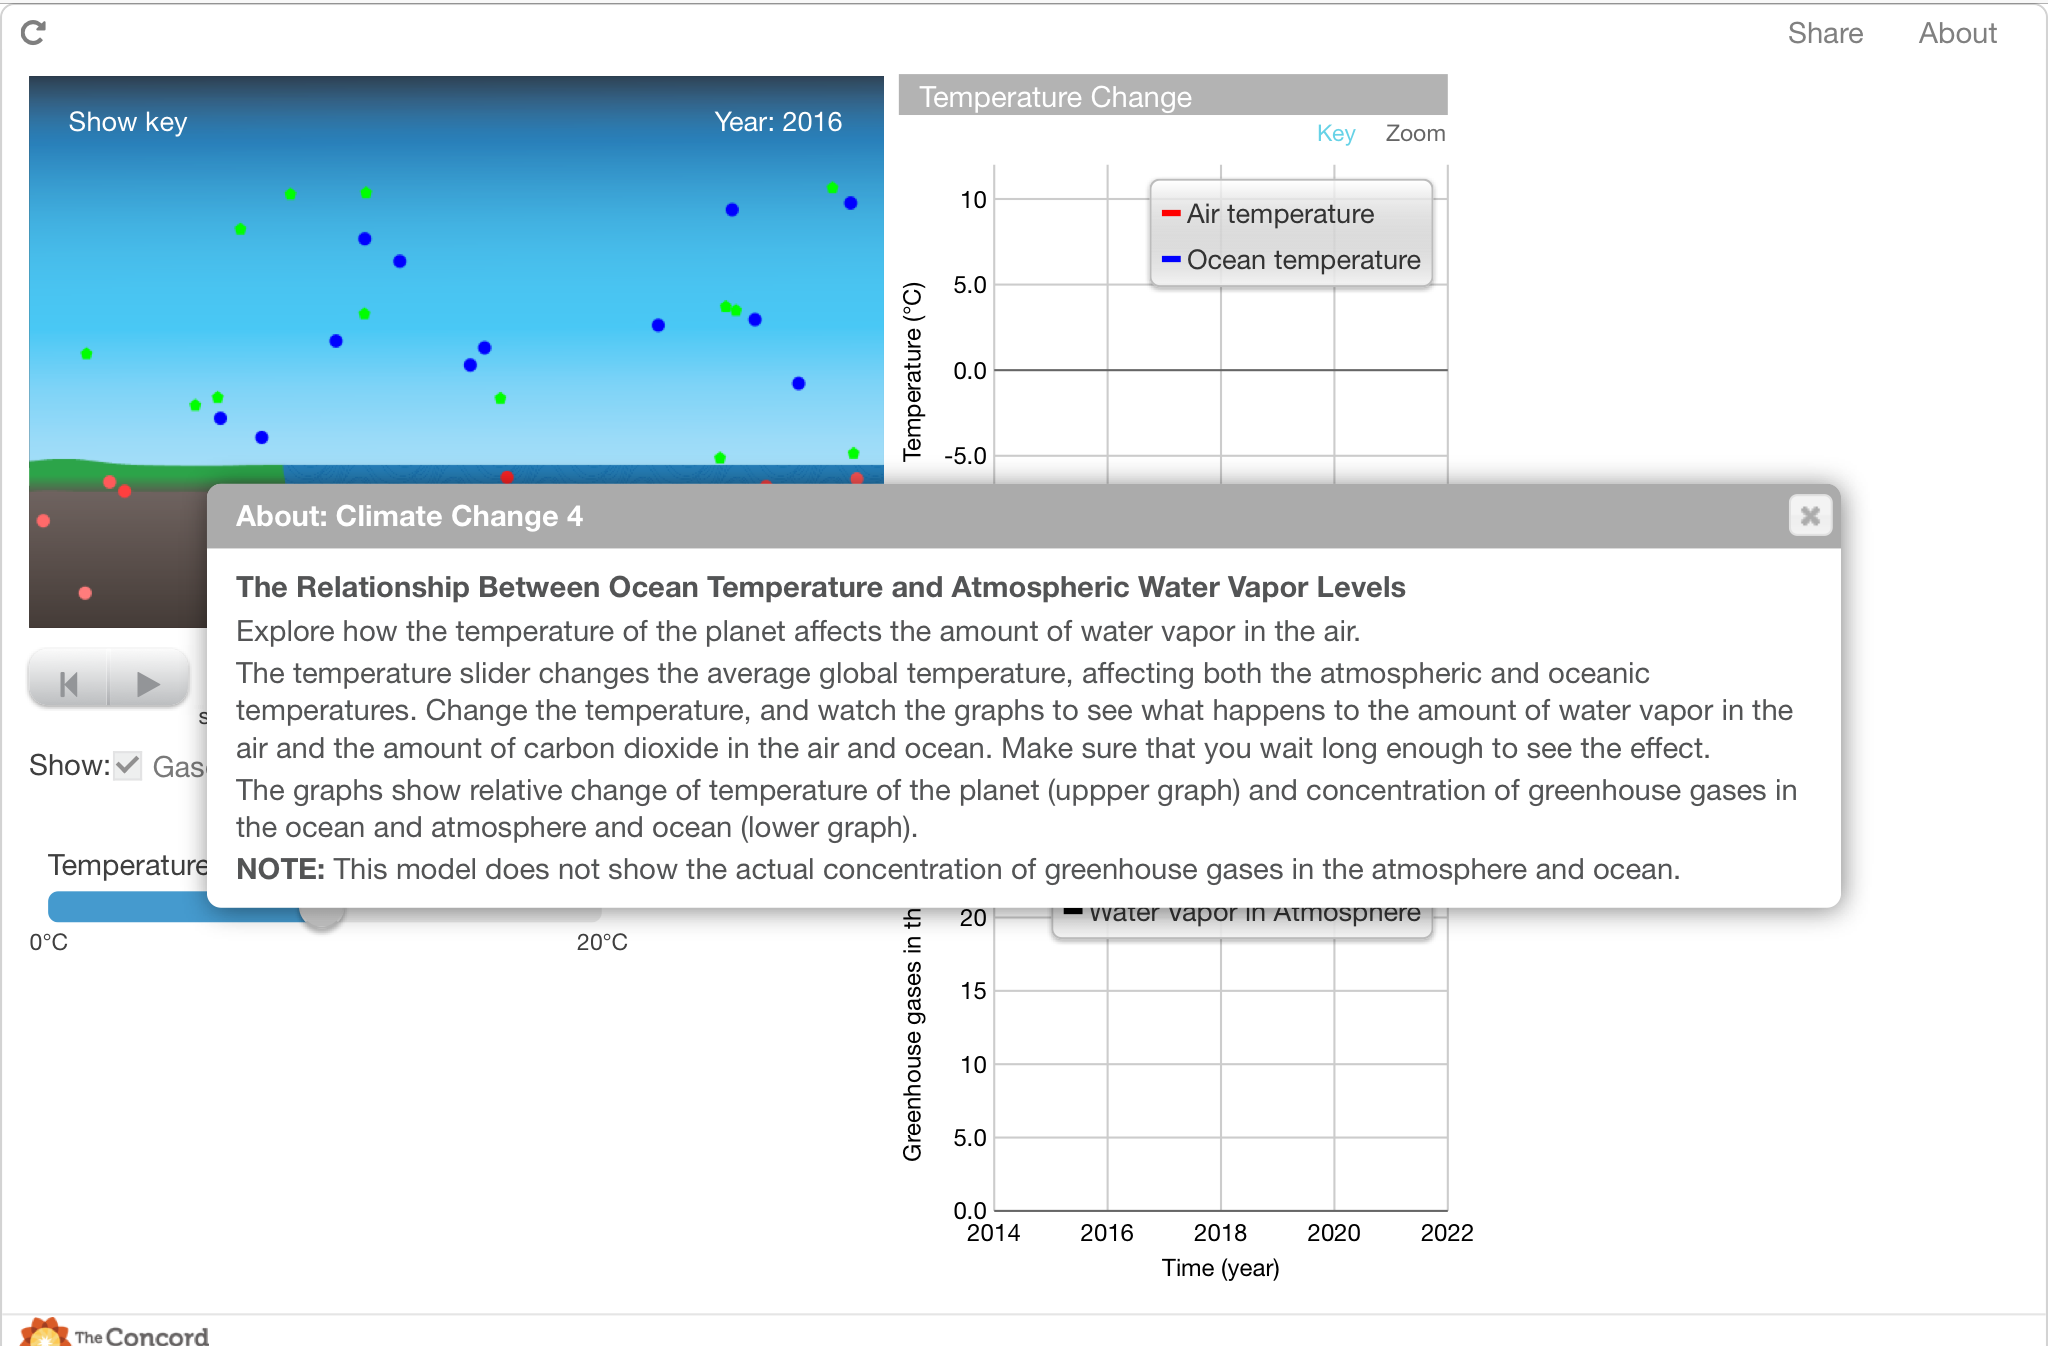 Share About
Show key
Year: 2016
Temperature Change
Key Zoom
10
5.0
0.0
-5.0
Temperature (°C)
Air temperature
Ocean temperature
About: Climate Change 4
The Relationship Between Ocean Temperature and Atmospheric Water Vapor Levels
Explore how the temperature of the planet affects the amount of water vapor in the air.
The temperature slider changes the average global temperature, affecting both the atmospheric and oceanic
temperatures. Change the temperature, and watch the graphs to see what happens to the amount of water vapor in the
air and the amount of carbon dioxide in the air and ocean. Make sure that you wait long enough to see the effect.
The graphs show relative change of temperature of the planet (uppper graph) and concentration of greenhouse gases in
the ocean and atmosphere and ocean (lower graph).
NOTE: This model does not show the actual concentration of greenhouse gases in the atmosphere and ocean.
Show:
Temperature
0°C 20°C
Water Vapor in Atmosphere
20
15
10
5.0
0.0
Greenhouse gases in
2014 2016 2018 2020 2022
Time (year)
The Concord